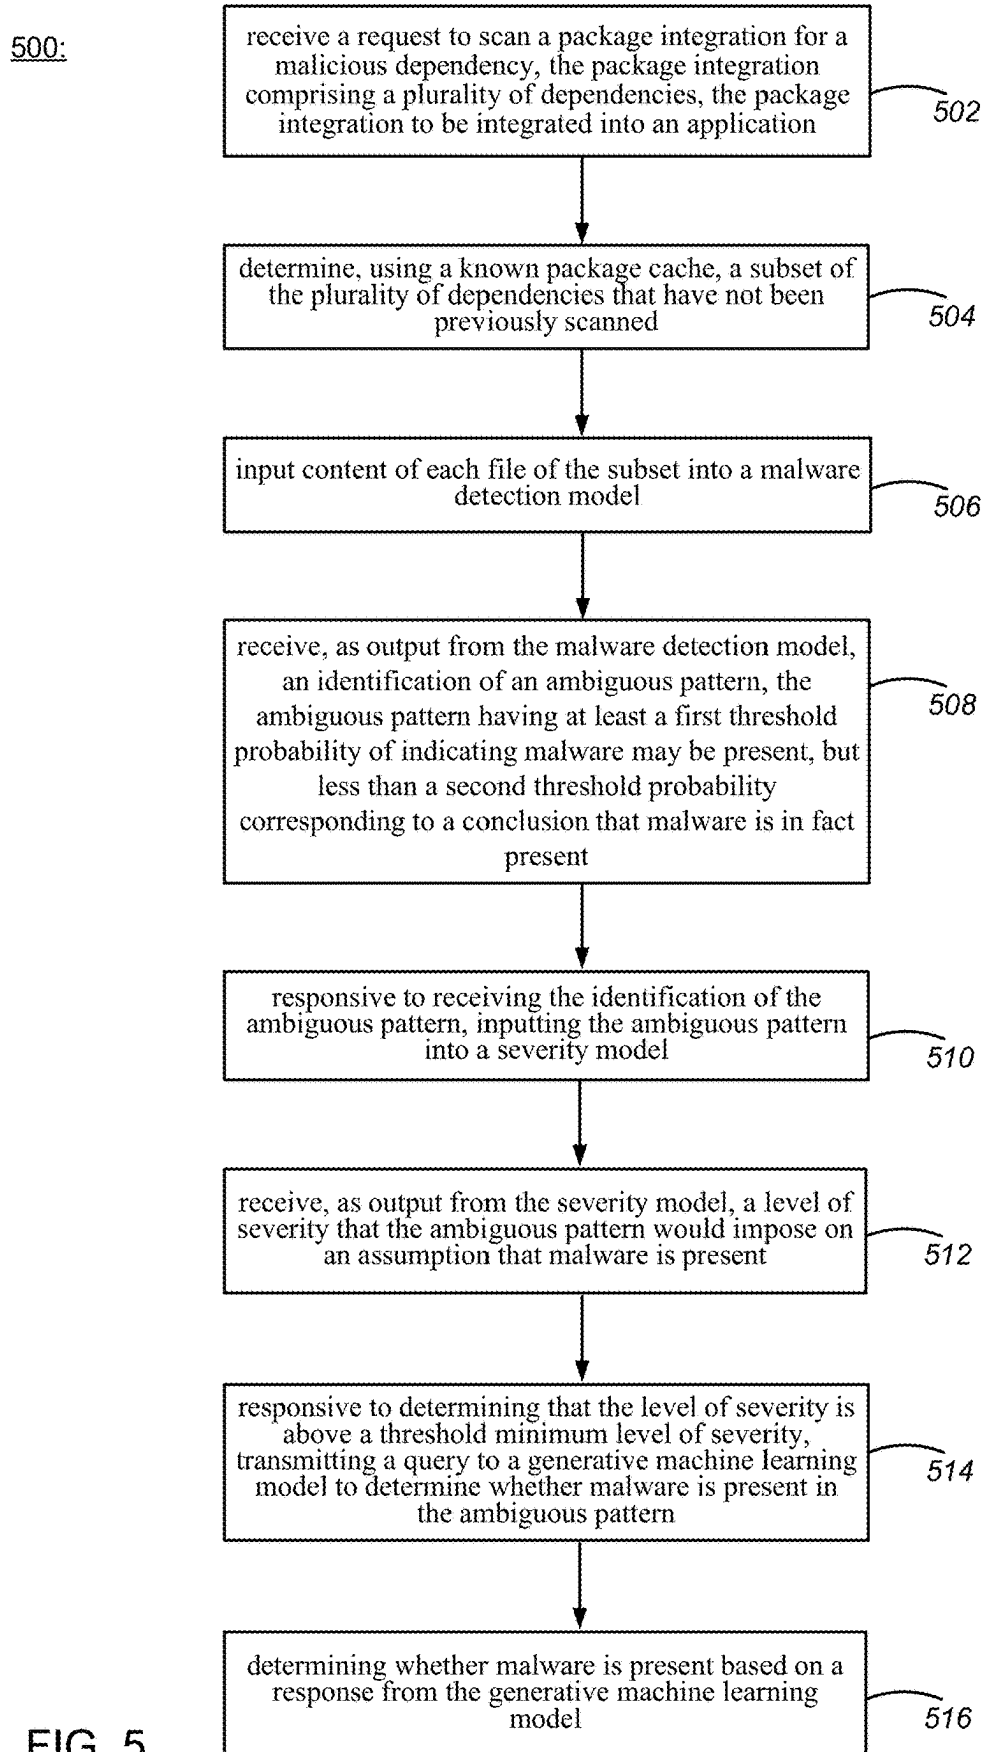 500:
receive a request to scan a package integration for a
malicious dependency, the package integration
comprising a plurality of dependencies, the package
integration to be integrated into an application
502
determine, using a known package cache, a subset of
the plurality of dependencies that have not been
previously scanned
504
input content of each file of the subset into a malware
detection model
506
receive, as output from the malware detection model,
an identification of an ambiguous pattern, the
ambiguous pattern having at least a first threshold
probability of indicating malware may be present, but
less than a second threshold probability
corresponding to a conclusion that malware is in fact
present
508
responsive to receiving the identification of the
ambiguous pattern, inputting the ambiguous pattern
into a severity model
510
receive, as output from the severity model, a level of
severity that the ambiguous pattern would impose on
an assumption that malware is present
512
responsive to determining that the level of severity is
above a threshold minimum level of severity,
transmitting a query to a generative machine learning
model to determine whether malware is present in
the ambiguous pattern
514
determining whether malware is present based on a
response from the generative machine learning
model
516
FIG. 5